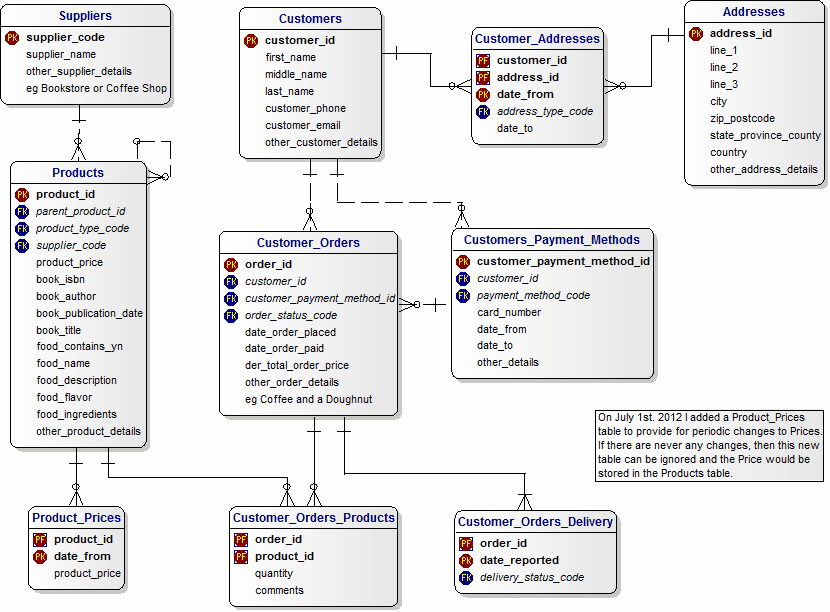 Suppliers
PK supplier_code
supplier_name
other_supplier_details
eg Bookstore or Coffee Shop
Customers
PK customer_id
first_name
middle_name
last_name
customer_phone
customer_email
other_customer_details
Customer_Addresses
PF customer_id
PF address_id
PK date_from
FK address_type_code
date_to
Addresses
PK address_id
line_1
line_2
line_3
city
zip_postcode
state_province_county
country
other_address_details
Products
PK product_id
FK parent_product_id
FK product_type_code
FK supplier_code
product_price
book_isbn
book_author
book_publication_date
book_title
food_contains_yn
food_name
food_description
food_flavor
food_ingredients
other_product_details
Customer_Orders
PK order_id
FK customer_id
FK customer_payment_method_id
FK order_status_code
date_order_placed
date_order_paid
der_total_order_price
other_order_details
eg Coffee and a Doughnut
Customers_Payment_Methods
PK customer_payment_method_id
FK customer_id
FK payment_method_code
card_number
date_from
date_to
other_details
On July 1st. 2012 I added a Product_Prices
table to provide for periodic changes to Prices.
If there are never any changes, then this new
table can be ignored and the Price would be
stored in the Products table.
Product_Prices
PF product_id
PK date_from
product_price
Customer_Orders_Products
PF order_id
PF product_id
quantity
comments
Customer_Orders_Delivery
PF order_id
PK date_reported
FK delivery_status_code